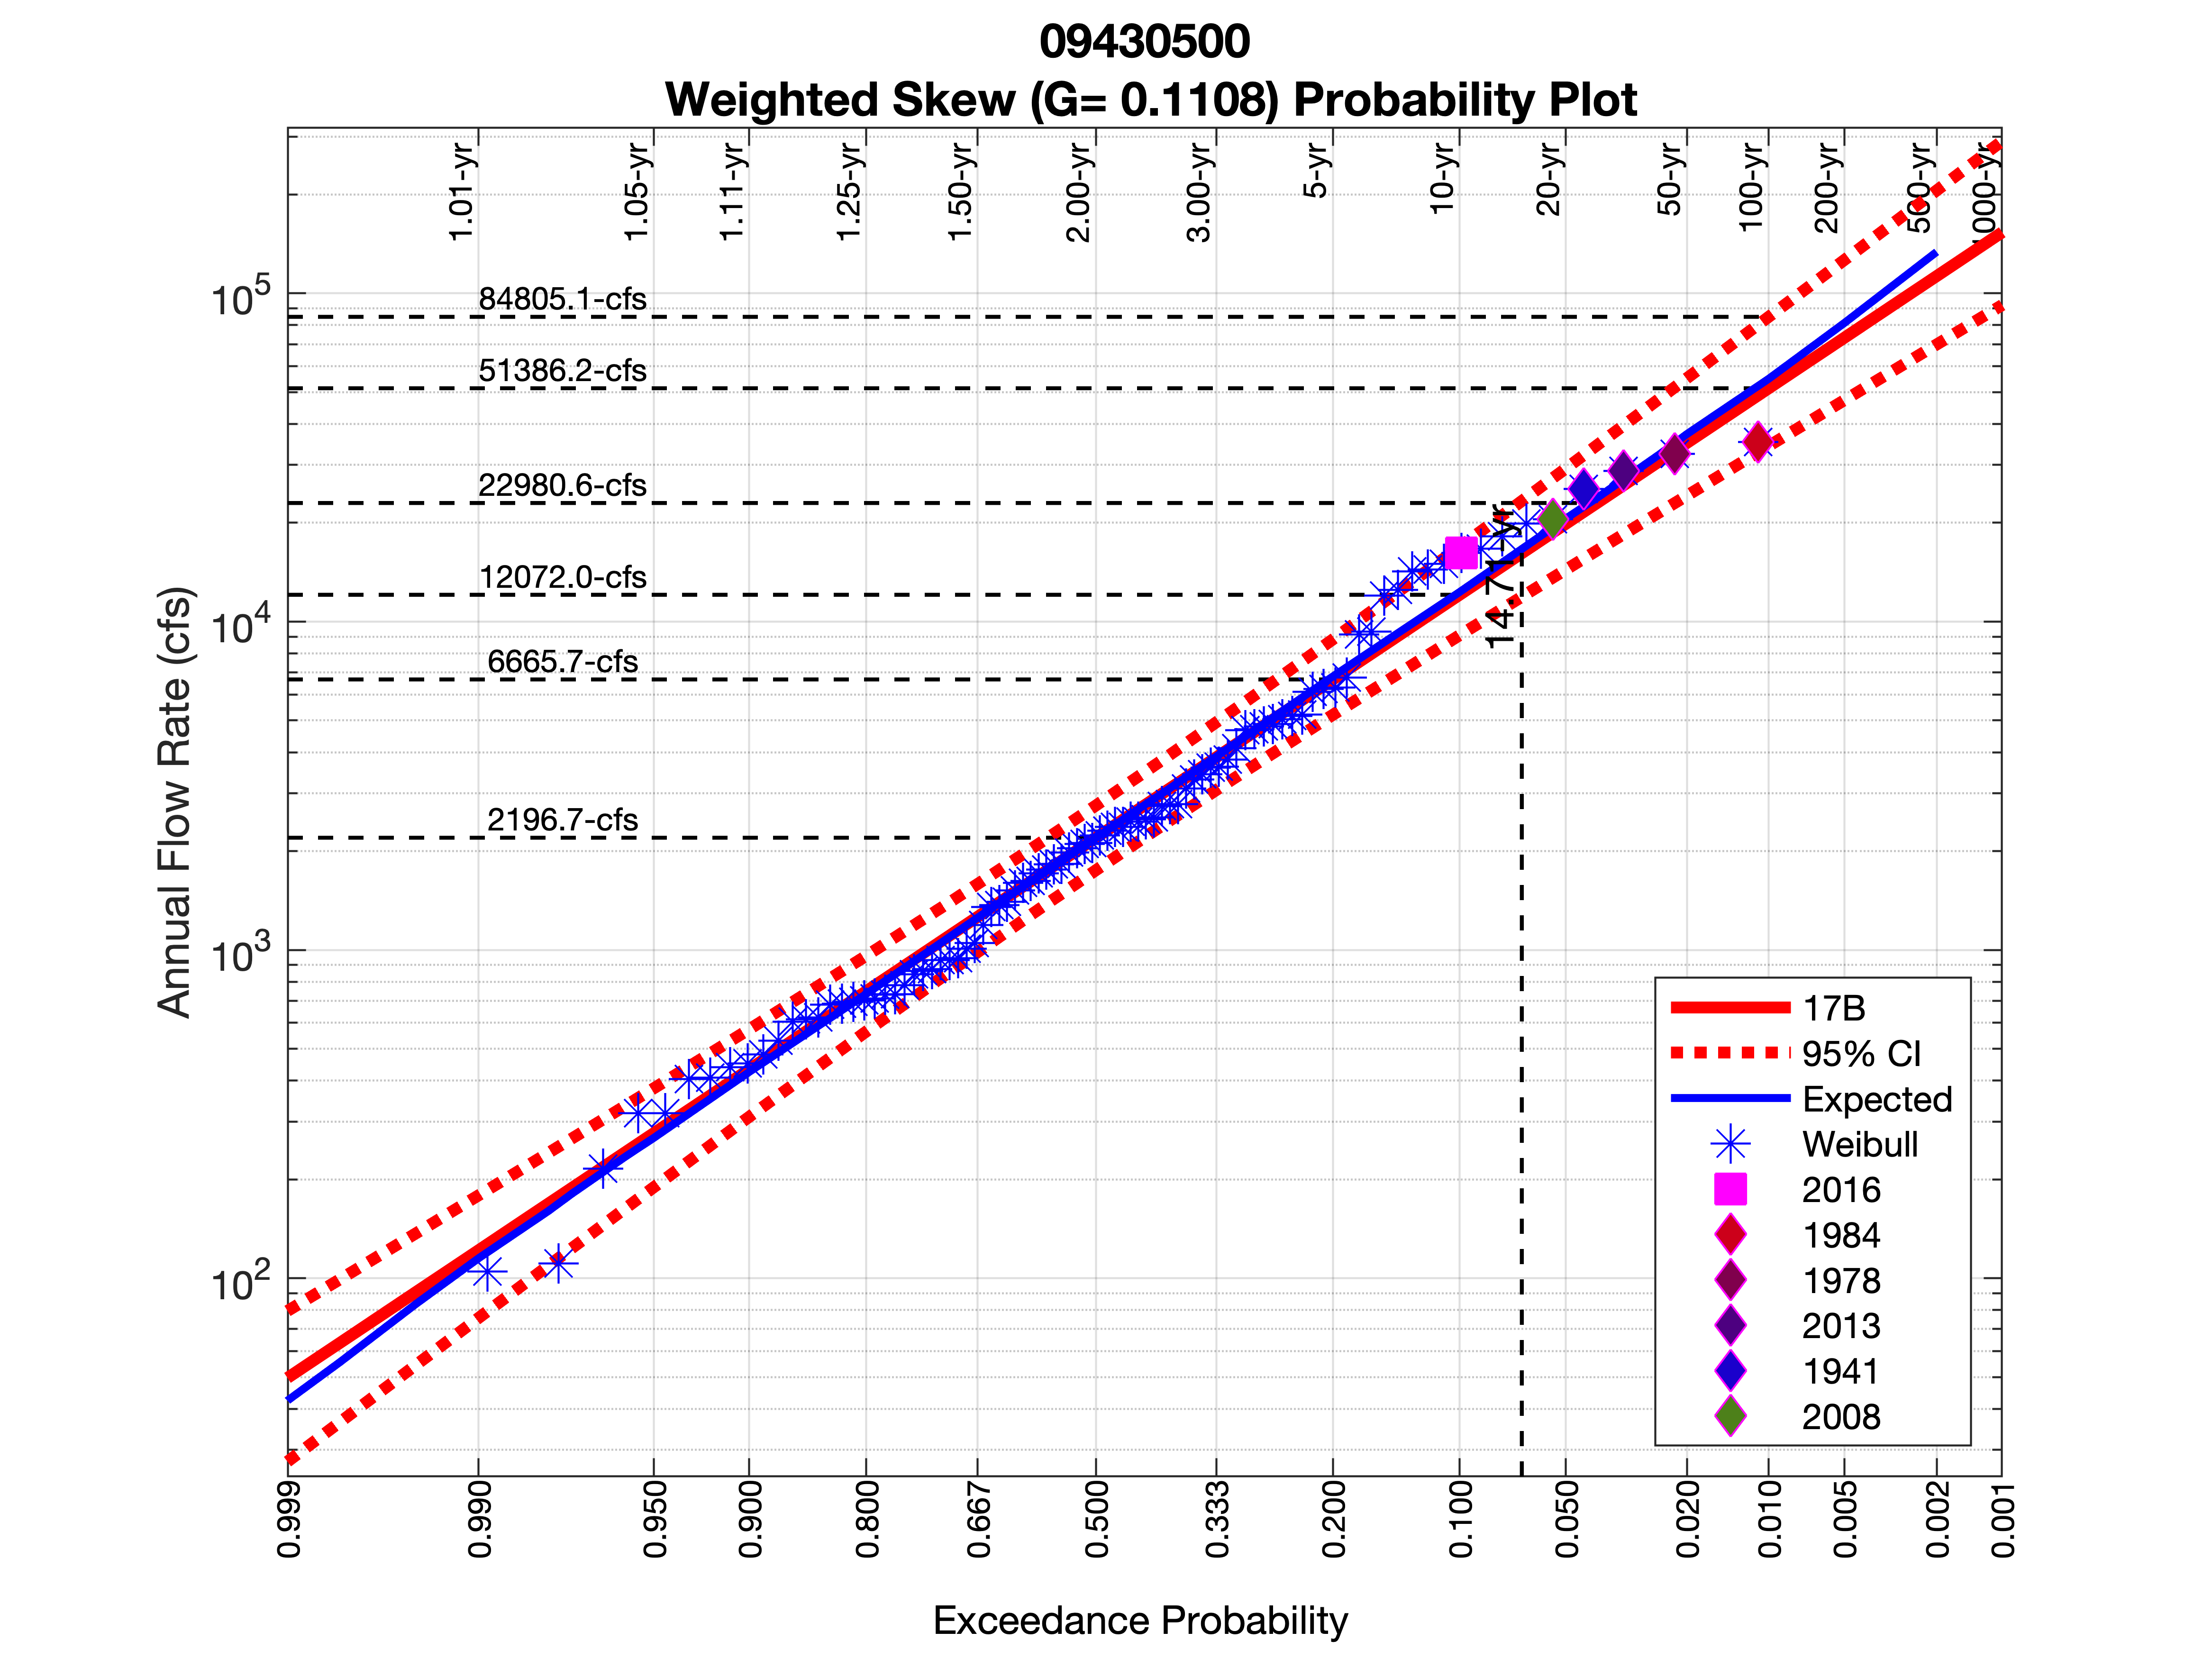 09430500
Weighted Skew (G= 0.1108) Probability Plot
1.01-yr
1.05-yr
1.11-yr
1.25-yr
1.50-yr
2.00-yr
3.00-yr
5-yr
10-yr
20-yr
50-yr
100-yr
200-yr
500-yr
1000-yr
Annual Flow Rate (cfs)
10^5
10^4
10^3
10^2
84805.1-cfs
51386.2-cfs
22980.6-cfs
12072.0-cfs
6665.7-cfs
2196.7-cfs
17B
95% CI
Expected
Weibull
2016
1984
1978
2013
1941
2008
0.999
0.990
0.950
0.900
0.800
0.667
0.500
0.333
0.200
0.100
0.050
0.020
0.010
0.005
0.002
0.001
Exceedance Probability